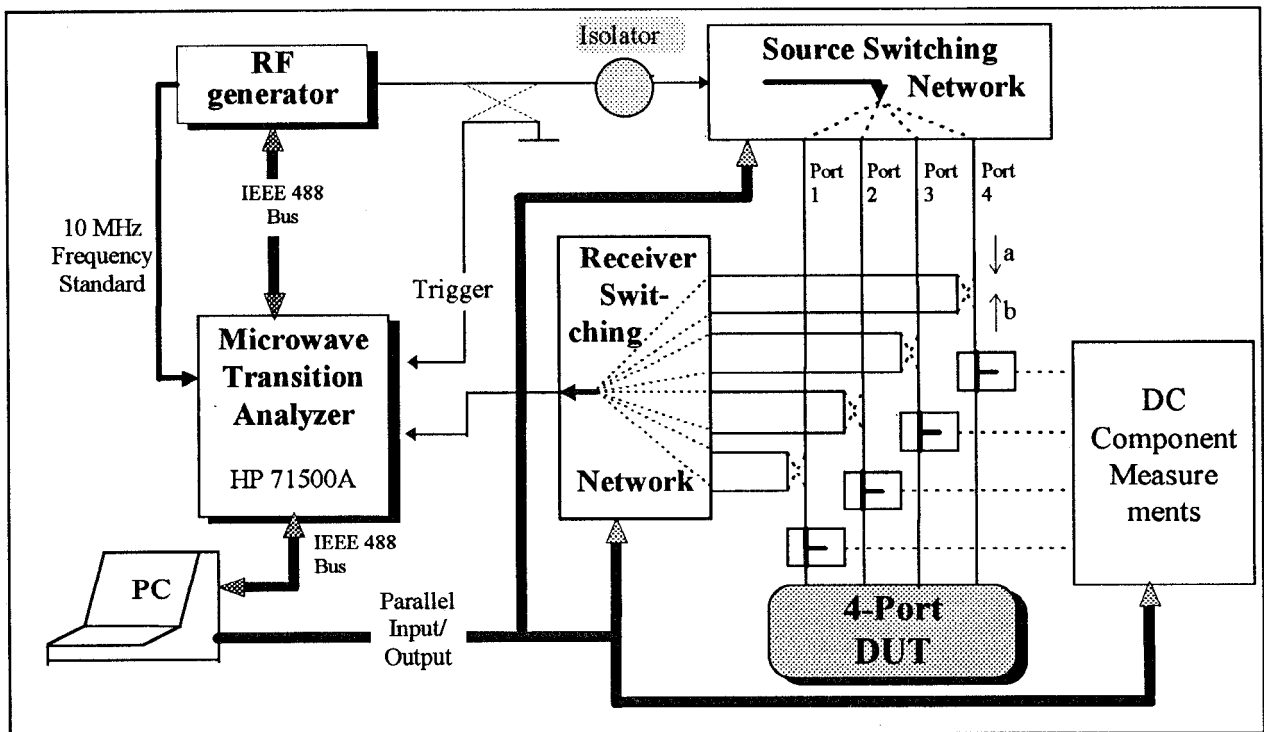 Isolator
RF
generator
Source Switching
Network
IEEE 488
Bus
10 MHz
Frequency
Standard
Port
1
Port
2
Port
3
Port
4
a
b
Trigger
Receiver
Swit-
ching
Network
Microwave
Transition
Analyzer
HP 71500A
DC
Component
Measure
ments
IEEE 488
Bus
PC
Parallel
Input/
Output
4-Port
DUT